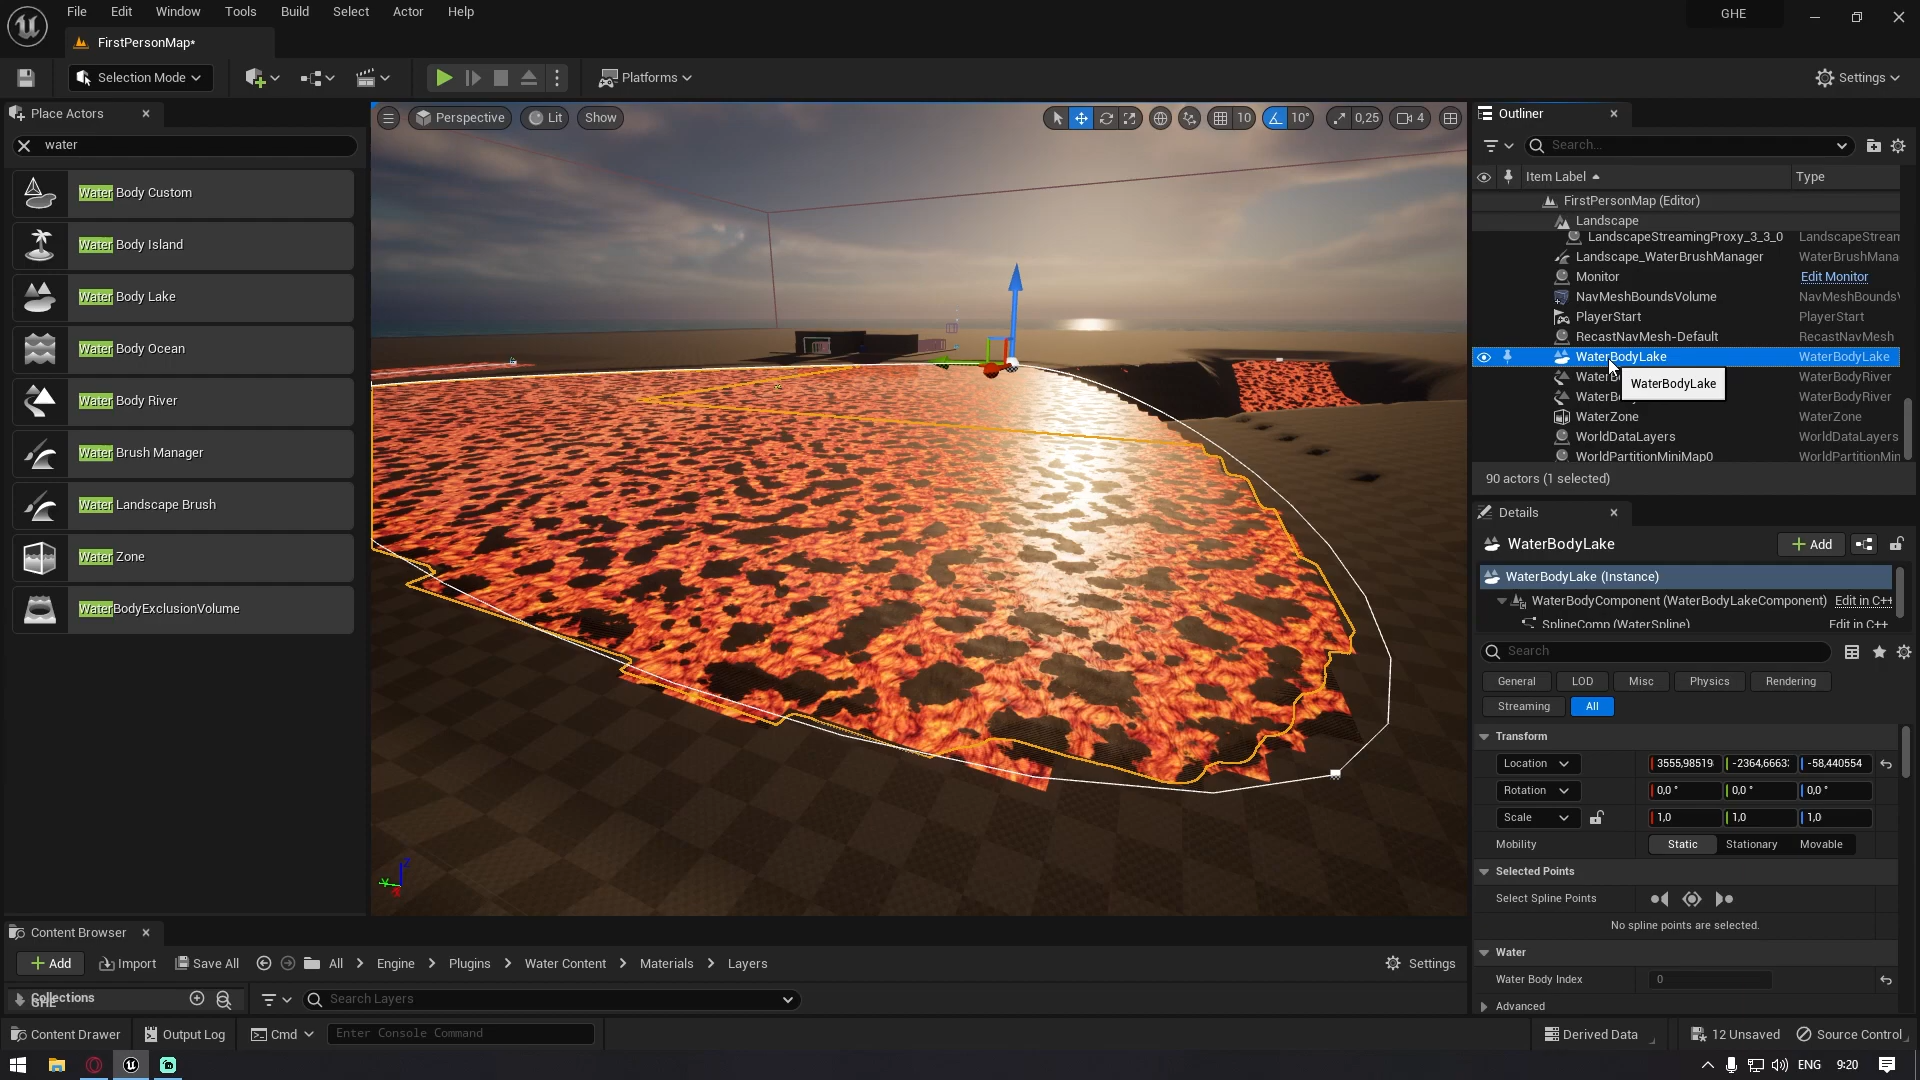 File Edit Window Tools Build Select Actor Help
GHE
FirstPersonMap*
Selection Mode
Platforms
Settings
Place Actors
water
Water Body Custom
Water Body Island
Water Body Lake
Water Body Ocean
Water Body River
Water Brush Manager
Water Landscape Brush
Water Zone
WaterBodyExclusionVolume
Perspective Lit Show
10 10° 0,25 4
Outliner
Search...
Item Label Type
FirstPersonMap (Editor)
Landscape
LandscapeStreamingProxy_3_3_0 LandscapeStream
Landscape_WaterBrushManager WaterBrushMana
Monitor Edit Monitor
NavMeshBoundsVolume NavMeshBoundsV
PlayerStart PlayerStart
RecastNavMesh-Default RecastNavMesh
WaterBodyLake WaterBodyLake
WaterB WaterBodyRiver
WaterBodyLake
WaterB WaterBodyRiver
WaterZone WaterZone
WorldDataLayers WorldDataLayers
WorldPartitionMiniMap0 WorldPartitionMin
90 actors (1 selected)
Details
WaterBodyLake
Add
WaterBodyLake (Instance)
WaterBodyComponent (WaterBodyLakeComponent) Edit in C++
SplineComp (WaterSpline) Edit in C++
Search
General LOD Misc Physics Rendering
Streaming All
Transform
Location 3555,98519 -2364,6663 -58,440554
Rotation 0,0 ° 0,0 ° 0,0 °
Scale 1,0 1,0 1,0
Mobility Static Stationary Movable
Selected Points
Select Spline Points
No spline points are selected.
Water
Water Body Index 0
Advanced
Content Browser
Add Import Save All All Engine Plugins Water Content Materials Layers Settings
GHE
Collections
Search Layers
Content Drawer Output Log Cmd Enter Console Command Derived Data 12 Unsaved Source Control
ENG 9:20